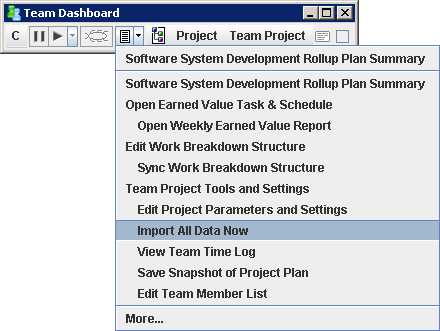 Team Dashboard
C Project Team Project
Software System Development Rollup Plan Summary
Software System Development Rollup Plan Summary
Open Earned Value Task & Schedule
Open Weekly Earned Value Report
Edit Work Breakdown Structure
Sync Work Breakdown Structure
Team Project Tools and Settings
Edit Project Parameters and Settings
Import All Data Now
View Team Time Log
Save Snapshot of Project Plan
Edit Team Member List
More...